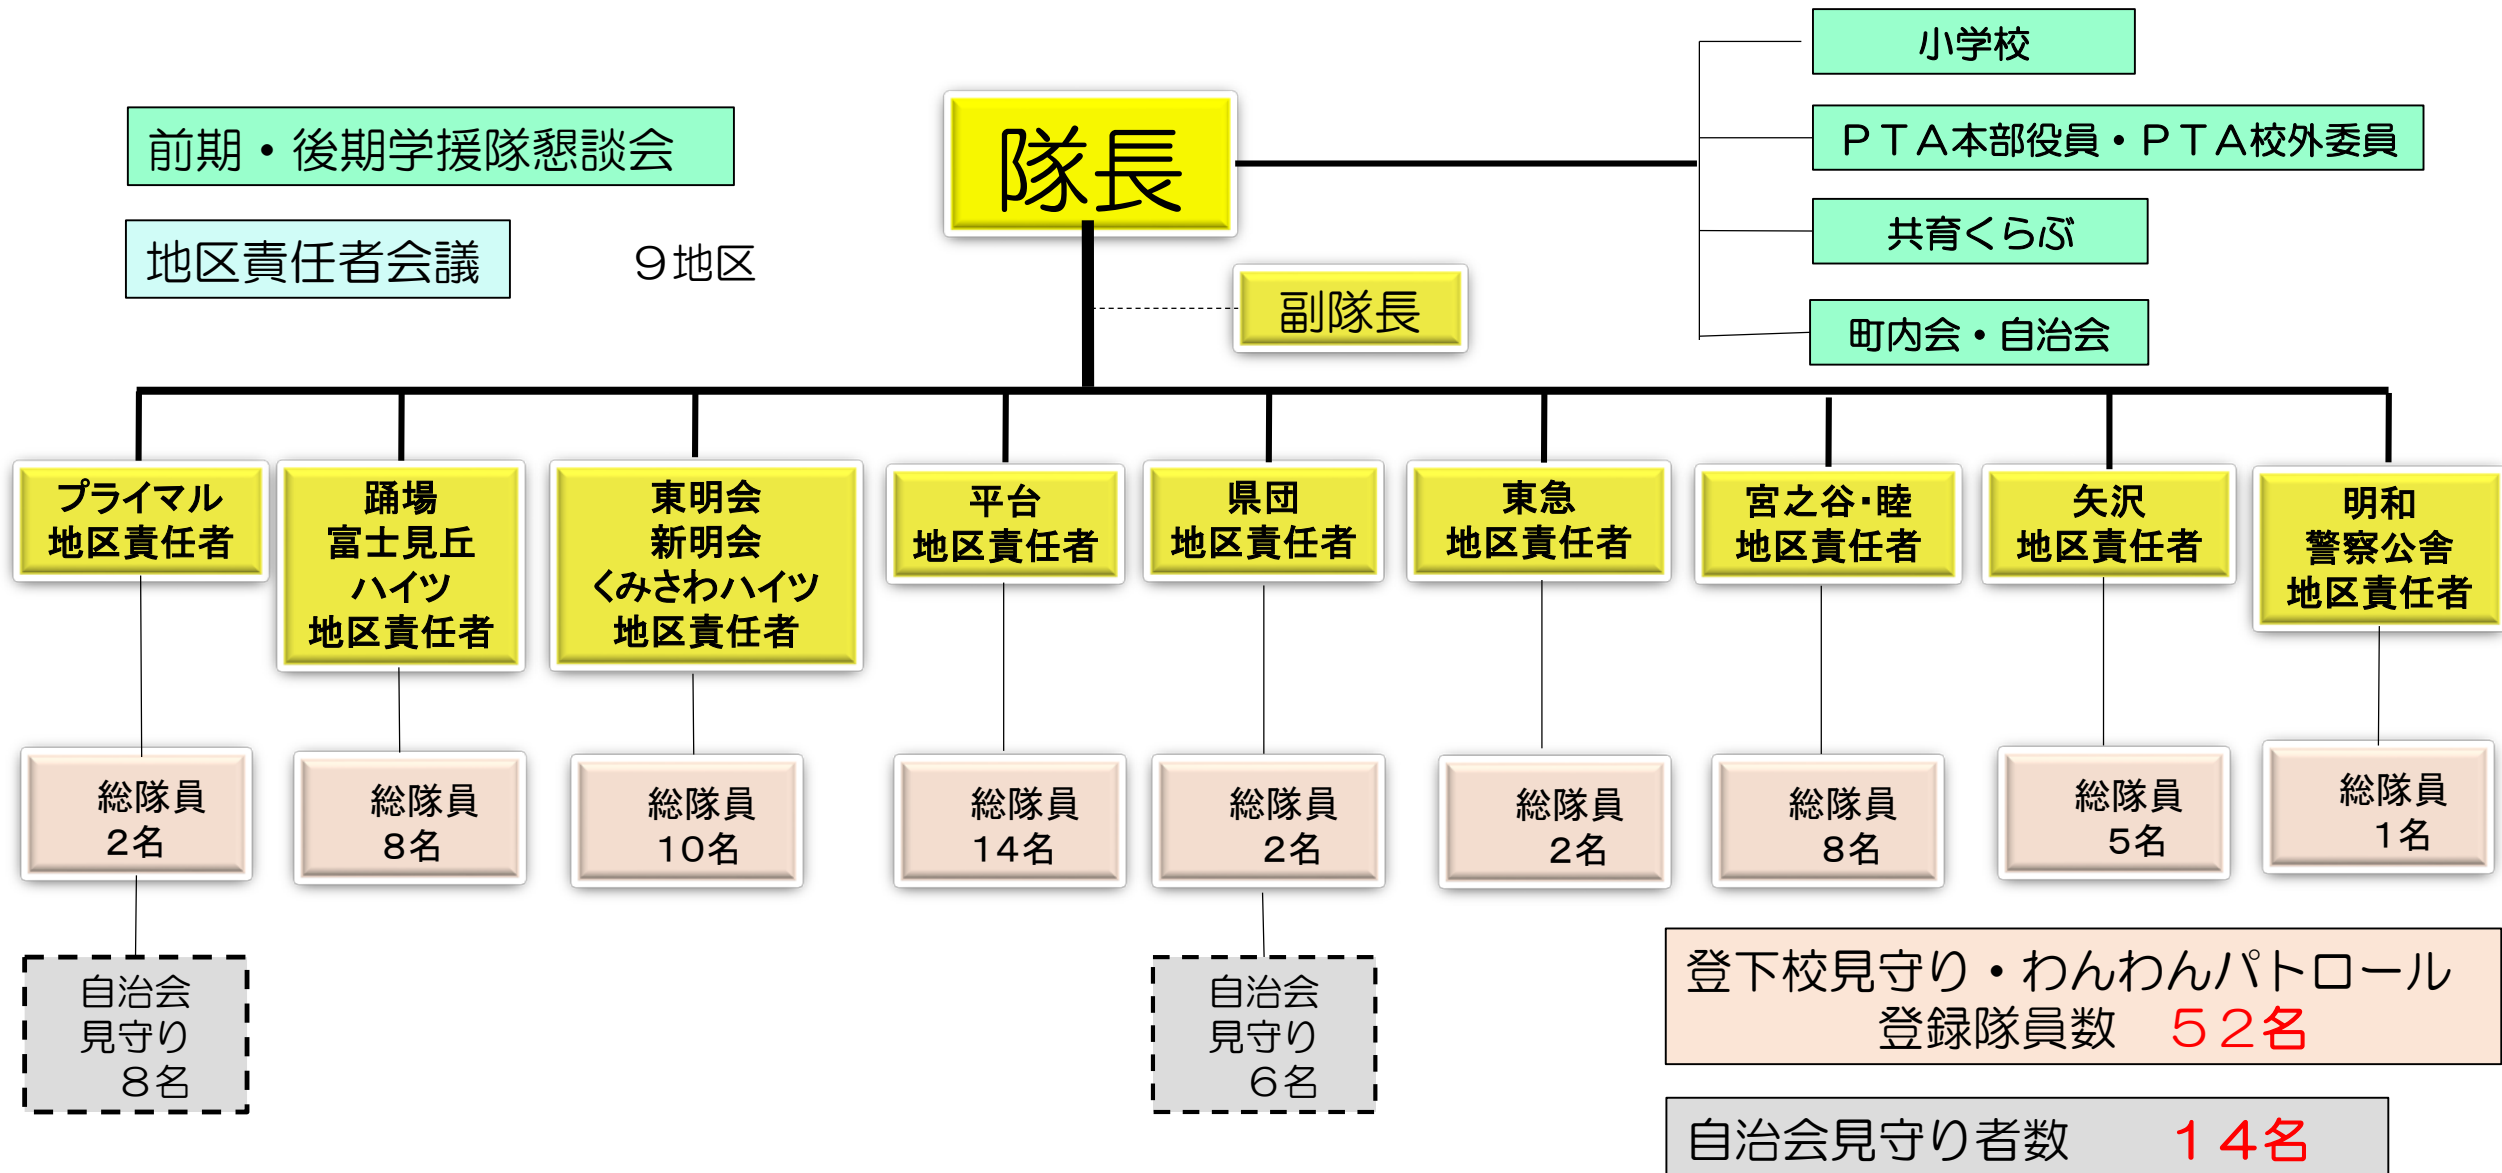 小学校
前期・後期学援隊懇談会
隊長
ＰＴＡ本部役員・ＰＴＡ校外委員
地区責任者会議
９地区
共育くらぶ
副隊長
町内会・自治会
プライマル
地区責任者
踊場
富士見丘
ハイツ
地区責任者
東明会
新明会
くみさわハイツ
地区責任者
平台
地区責任者
県団
地区責任者
東急
地区責任者
宮之谷・睦
地区責任者
矢沢
地区責任者
明和
警察公舎
地区責任者
総隊員
2名
総隊員
8名
総隊員
10名
総隊員
14名
総隊員
2名
総隊員
2名
総隊員
8名
総隊員
5名
総隊員
1名
自治会
見守り
8名
自治会
見守り
6名
登下校見守り・わんわんパトロール
登録隊員数　５２名
自治会見守り者数　１４名